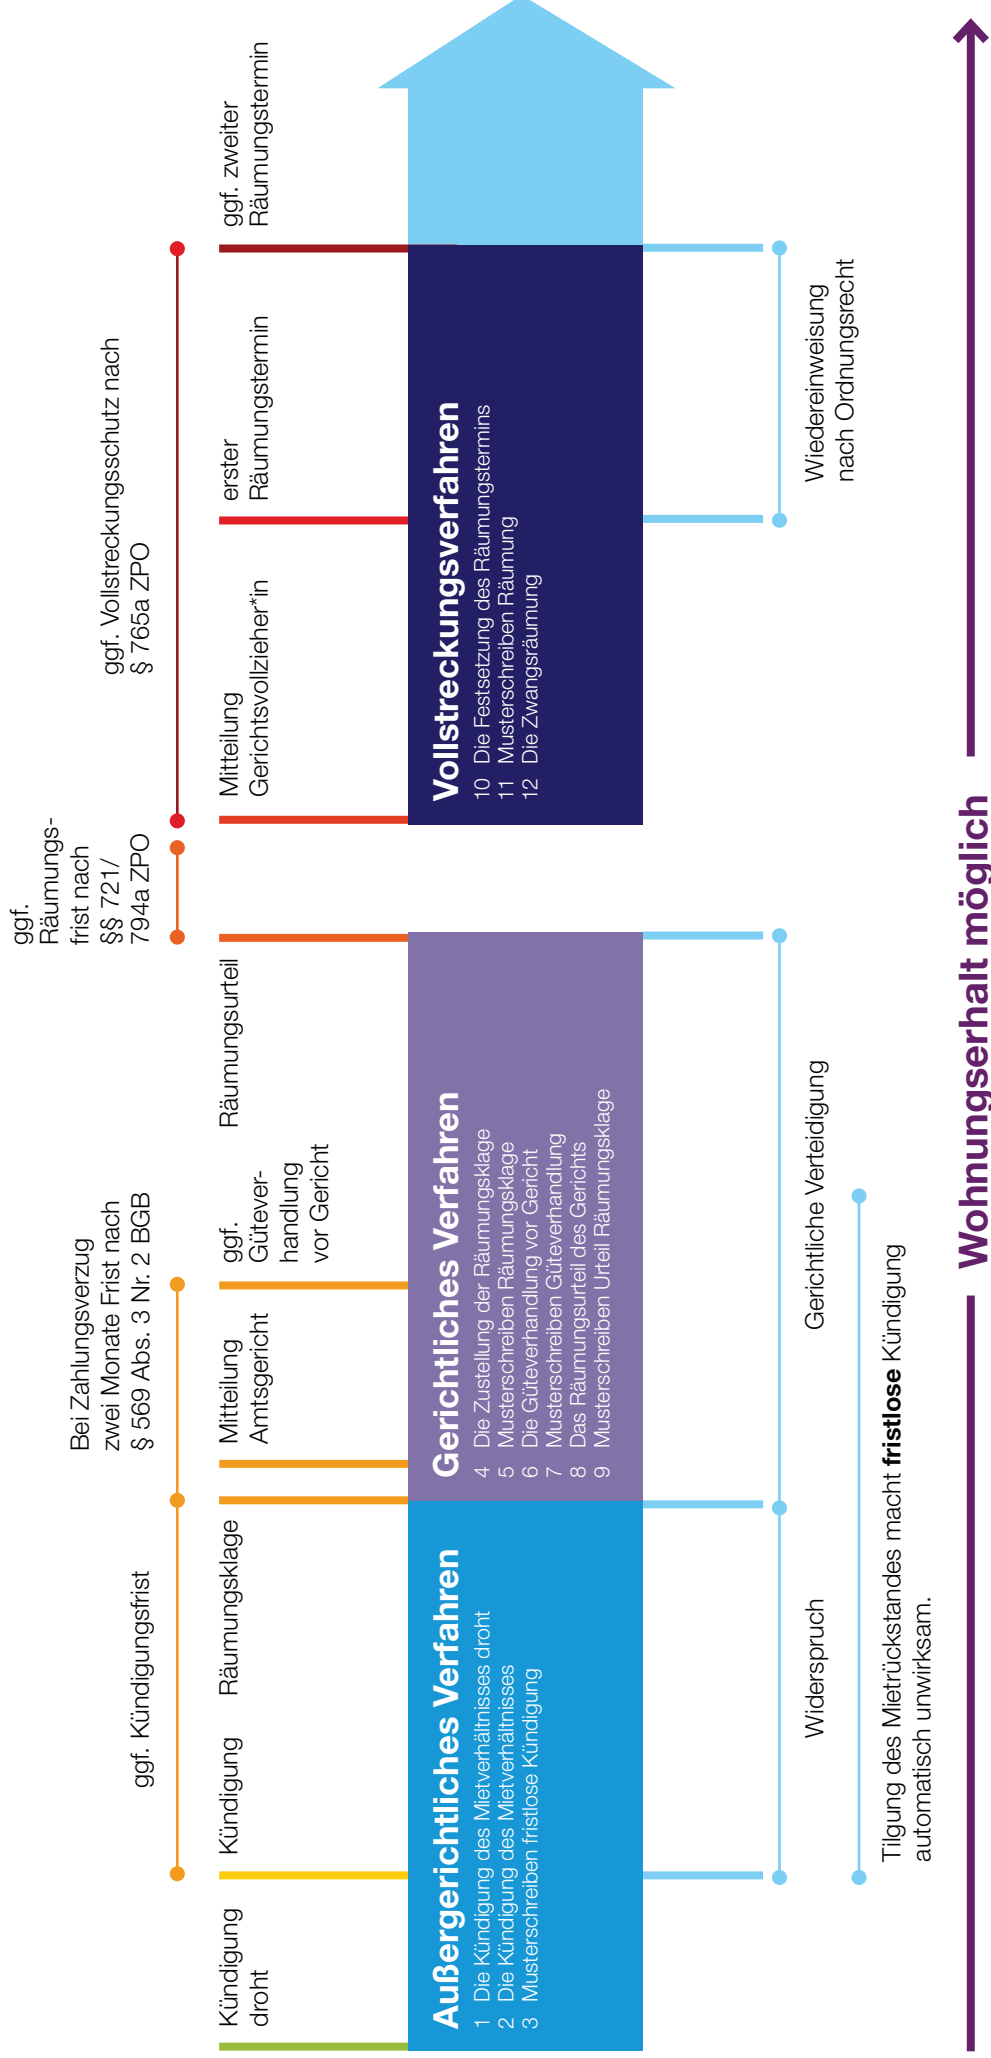 ggf.
Räumungs-
frist nach
§§ 721/
794a ZPO
ggf. Vollstreckungsschutz nach
§ 765a ZPO
Bei Zahlungsverzug
zwei Monate Frist nach
§ 569 Abs. 3 Nr. 2 BGB
ggf. Kündigungsfrist
Kündigung
droht
Kündigung
Räumungsklage
Mitteilung
Amtsgericht
ggf.
Gütever-
handlung
vor Gericht
Räumungsurteil
Mitteilung
Gerichtsvollzieher*in
erster
Räumungstermin
ggf. zweiter
Räumungstermin
Außergerichtliches Verfahren
1 Die Kündigung des Mietverhältnisses droht
2 Die Kündigung des Mietverhältnisses
3 Musterschreiben fristlose Kündigung
Gerichtliches Verfahren
4 Die Zustellung der Räumungsklage
5 Musterschreiben Räumungsklage
6 Die Güteverhandlung vor Gericht
7 Musterschreiben Güteverhandlung
8 Das Räumungsurteil des Gerichts
9 Musterschreiben Urteil Räumungsklage
Vollstreckungsverfahren
10 Die Festsetzung des Räumungstermins
11 Musterschreiben Räumung
12 Die Zwangsräumung
Widerspruch
Gerichtliche Verteidigung
Wiedereinweisung
nach Ordnungsrecht
Tilgung des Mietrückstandes macht fristlose Kündigung
automatisch unwirksam.
Wohnungserhalt möglich